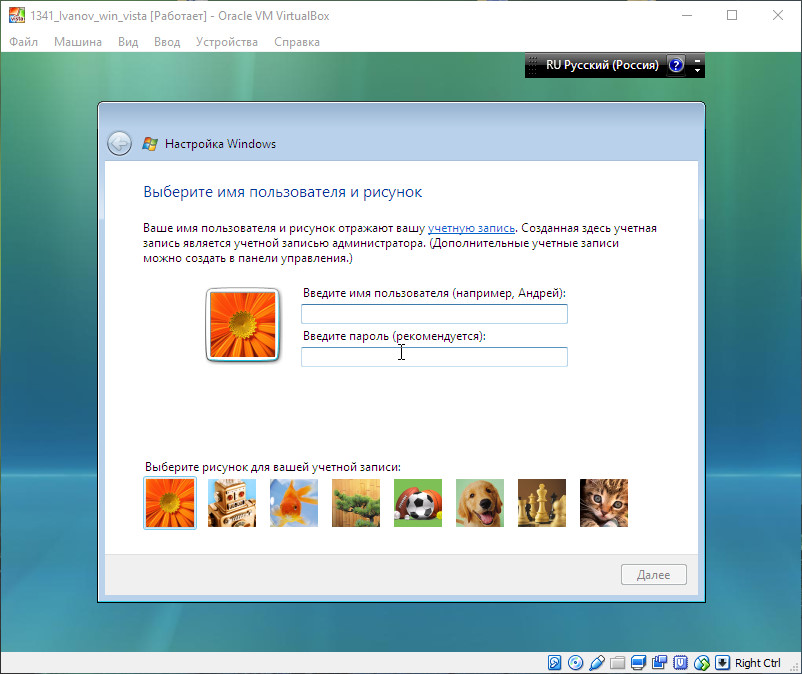 1341_Ivanov_win_vista [Работает] - Oracle VM VirtualBox
Файл Машина Вид Ввод Устройства Справка
RU Русский (Россия) ?
Настройка Windows
Выберите имя пользователя и рисунок
Ваше имя пользователя и рисунок отражают вашу учетную запись. Созданная здесь учетная
запись является учетной записью администратора. (Дополнительные учетные записи
можно создать в панели управления.)
Введите имя пользователя (например, Андрей):
Введите пароль (рекомендуется):
Выберите рисунок для вашей учетной записи:
Далее
Right Ctrl